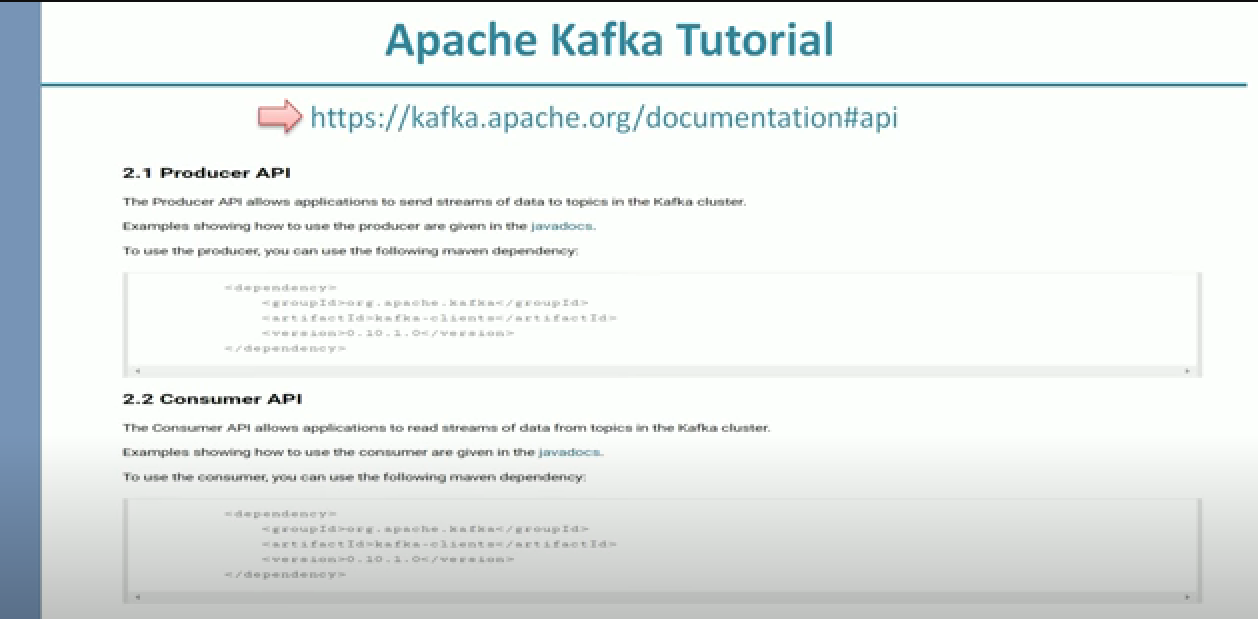 Apache Kafka Tutorial
https://kafka.apache.org/documentation#api
2.1 Producer API
The Producer API allows applications to send streams of data to topics in the Kafka cluster.
Examples showing how to use the producer are given in the javadocs.
To use the producer, you can use the following maven dependency:
<dependency>
<groupId>org.apache.kafka</groupId>
<artifactId>kafka-clients</artifactId>
<version>0.10.1.0</version>
</dependency>
2.2 Consumer API
The Consumer API allows applications to read streams of data from topics in the Kafka cluster.
Examples showing how to use the consumer are given in the javadocs.
To use the consumer, you can use the following maven dependency:
<dependency>
<groupId>org.apache.kafka</groupId>
<artifactId>kafka-clients</artifactId>
<version>0.10.1.0</version>
</dependency>